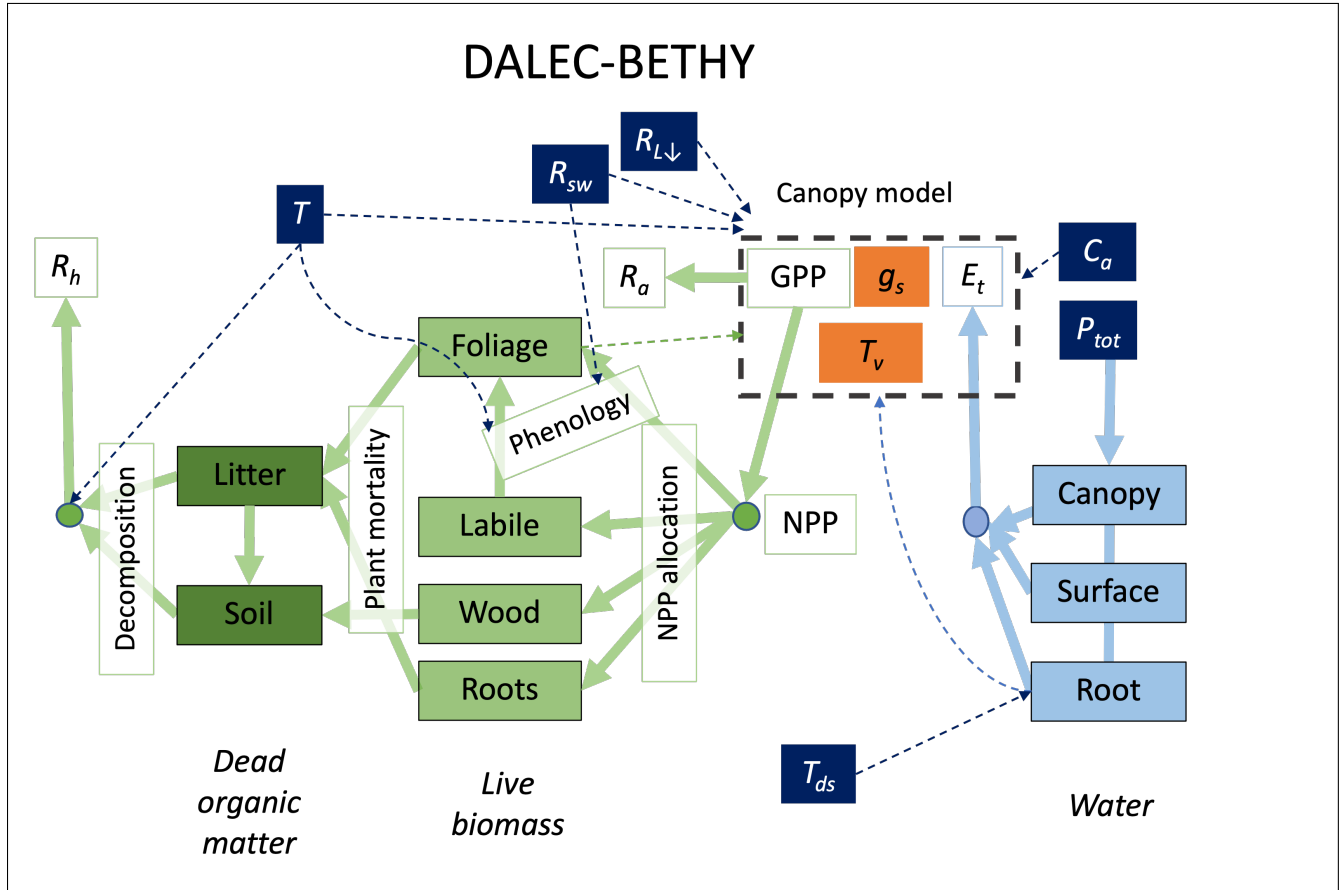 DALEC-BETHY
R_L↓
R_sw
Canopy model
T
C_a
R_h
R_a
GPP
g_s
E_t
P_tot
Foliage
T_v
Phenology
Litter
Plant mortality
Decomposition
Labile
NPP allocation
NPP
Canopy
Soil
Wood
Surface
Roots
Root
T_ds
Dead
organic
matter
Live
biomass
Water